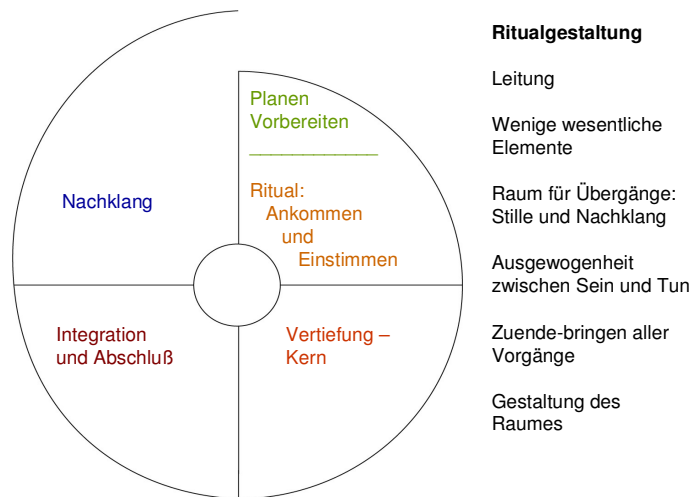 Planen
Vorbereiten
Ritual:
Ankommen
und
Einstimmen
Vertiefung –
Kern
Integration
und Abschluß
Nachklang
Ritualgestaltung
Leitung
Wenige wesentliche
Elemente
Raum für Übergänge:
Stille und Nachklang
Ausgewogenheit
zwischen Sein und Tun
Zuende-bringen aller
Vorgänge
Gestaltung des
Raumes